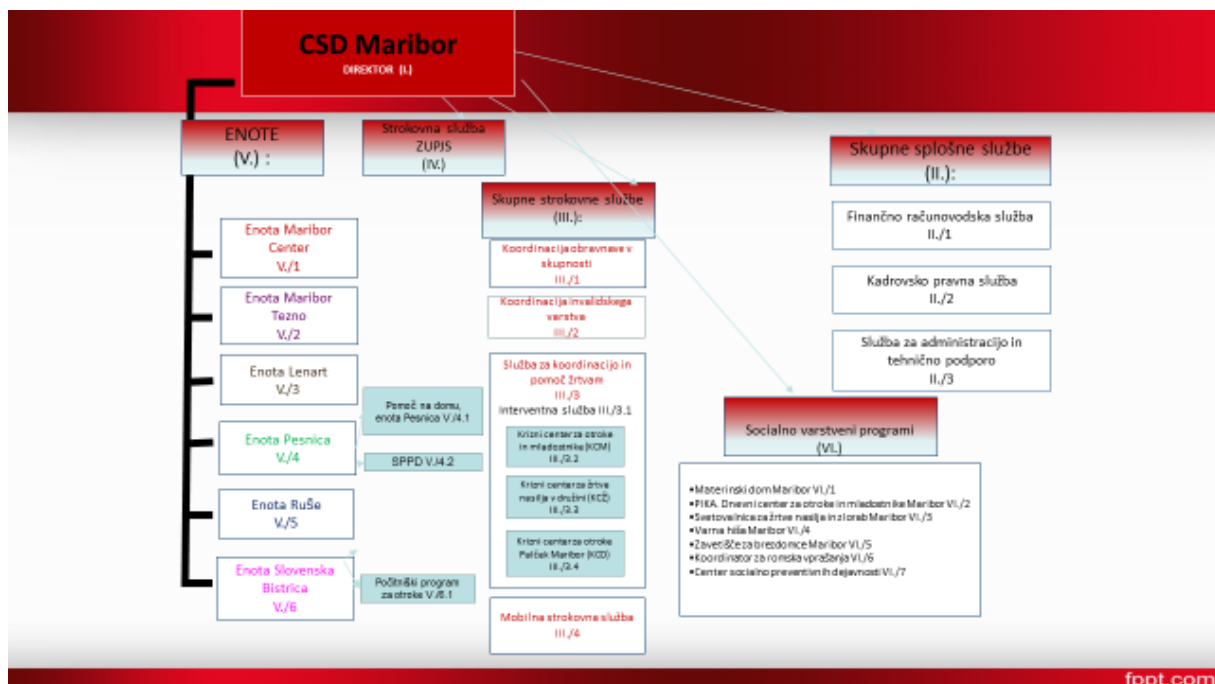 CSD Maribor
DIREKTOR (I.)
ENOTE
(V.) :
Enota Maribor
Center
V./1
Enota Maribor
Tezno
V./2
Enota Lenart
V./3
Enota Pesnica
V./4
Enota Ruše
V./5
Enota Slovenska
Bistrica
V./6
Pomoč na domu,
enota Pesnica V./4.1
SPPD V./4.2
Počitniški program
za otroke V./6.1
Strokovna služba
ZUPJS
(IV.)
Skupne strokovne službe
(III.):
Koordinacija obravnave v
skupnosti
III./1
Koordinacija invalidskega
varstva
III./2
Služba za koordinacijo in
pomoč žrtvam
III./3
Interventna služba III./3.1
Krizni center za otroke
in mladostnike (KCM)
III./3.2
Krizni center za žrtve
nasilja v družini (KCŽ)
III./3.3
Krizni center za otroke
Palček Maribor (KCO)
III./3.4
Mobilna strokovna služba
III./4
Skupne splošne službe
(II.):
Finančno računovodska služba
II./1
Kadrovsko pravna služba
II./2
Služba za administracijo in
tehnično podporo
II./3
Socialno varstveni programi
(VI.)
•Materinski dom Maribor VI./1
•PIKA. Dnevni center za otroke in mladostnike Maribor VI./2
•Svetovalnica za žrtve nasilja in zlorab Maribor VI./3
•Varna hiša Maribor VI./4
•Zavetišče za brezdomce Maribor VI./5
•Koordinator za romska vprašanja VI./6
•Center socialno preventivnih dejavnosti VI./7
fppt.com